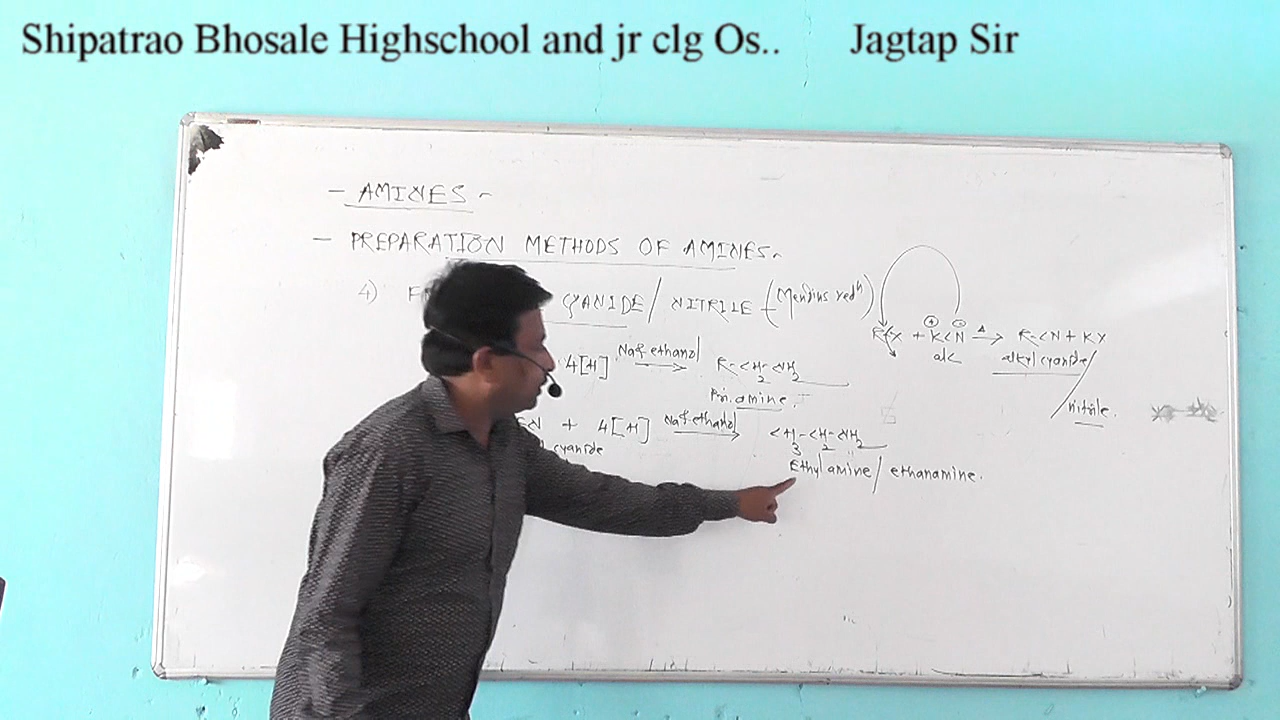 Shipatrao Bhosale Highschool and jr clg Os.. Jagtap Sir
- AMINES -
- PREPARATION METHODS OF AMINES.
4) CYANIDE / NITRILE - (Mendius redⁿ)
4[H] Na & ethanol → R-CH₂-NH₂
Pri. amine.
+ 4[H] Na & ethanol → CH₃-CH₂-NH₂
cyanide
Ethyl amine / ethanamine.
R-X + KCN Δ → R-CN + KX
alc alkyl cyanide /
nitrile.